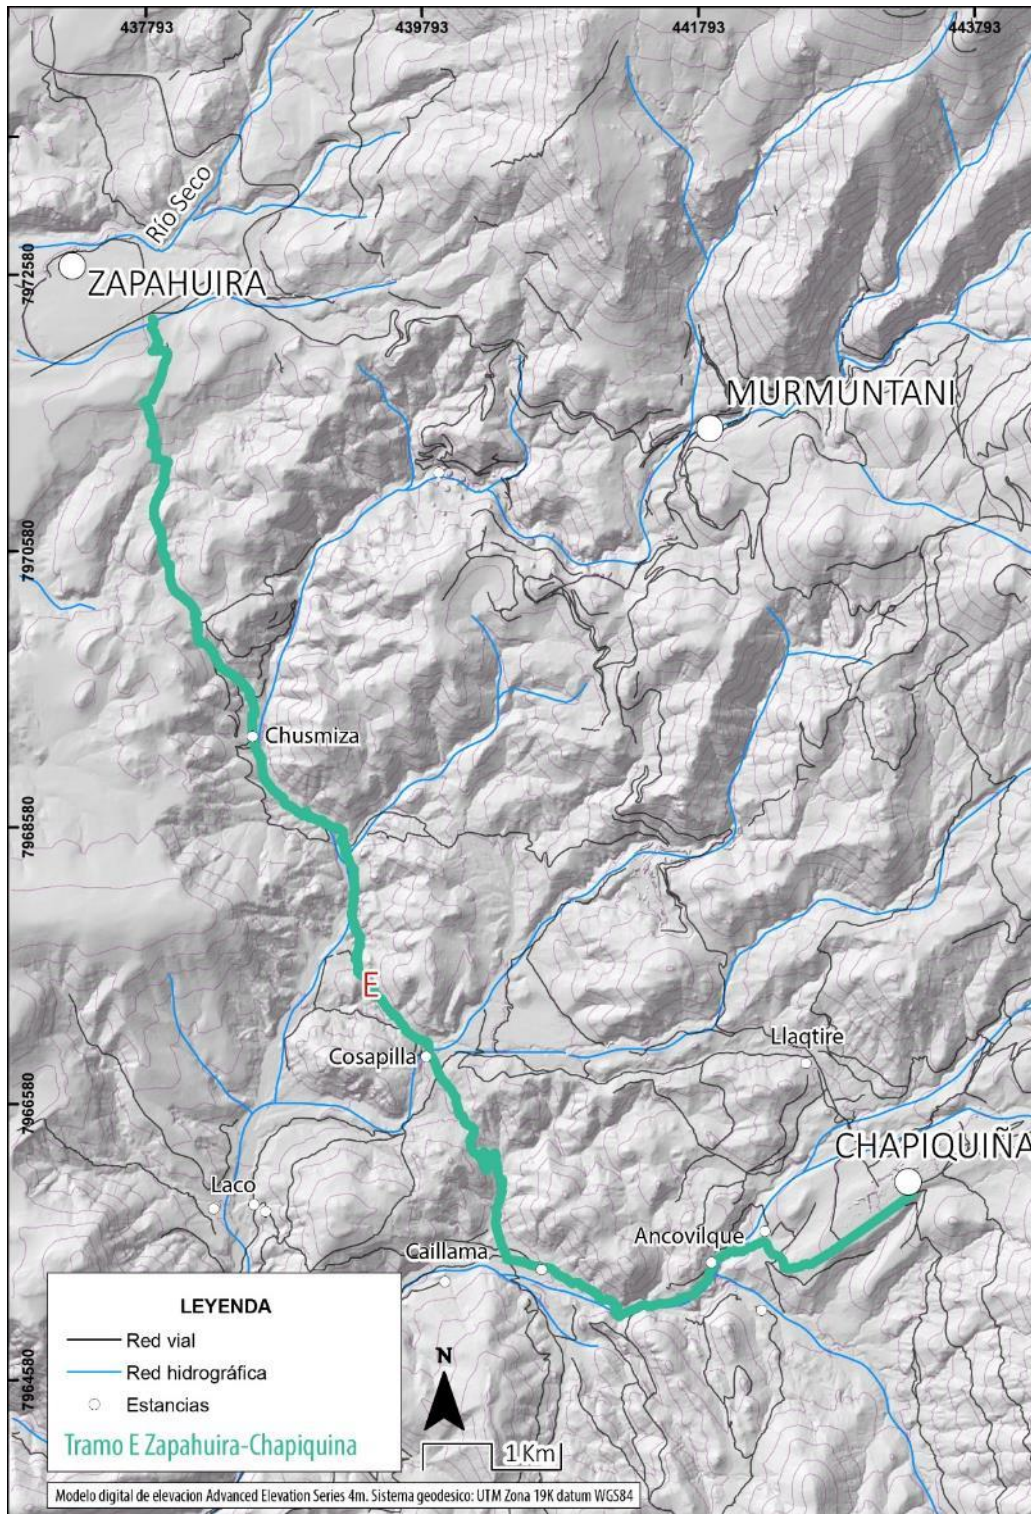 437793
439793
441793
443793
Río Seco
7972580
ZAPAHUIRA
MURMUNTANI
7970580
Chusmiza
7968580
E
Cosapilla
Llaqtire
7966580
CHAPIQUIÑA
Laco
Ancovilque
Caillama
7964580
LEYENDA
Red vial
Red hidrográfica
Estancias
Tramo E Zapahuira-Chapiquina
N
1 Km
Modelo digital de elevacion Advanced Elevation Series 4m. Sistema geodesico: UTM Zona 19K datum WGS84